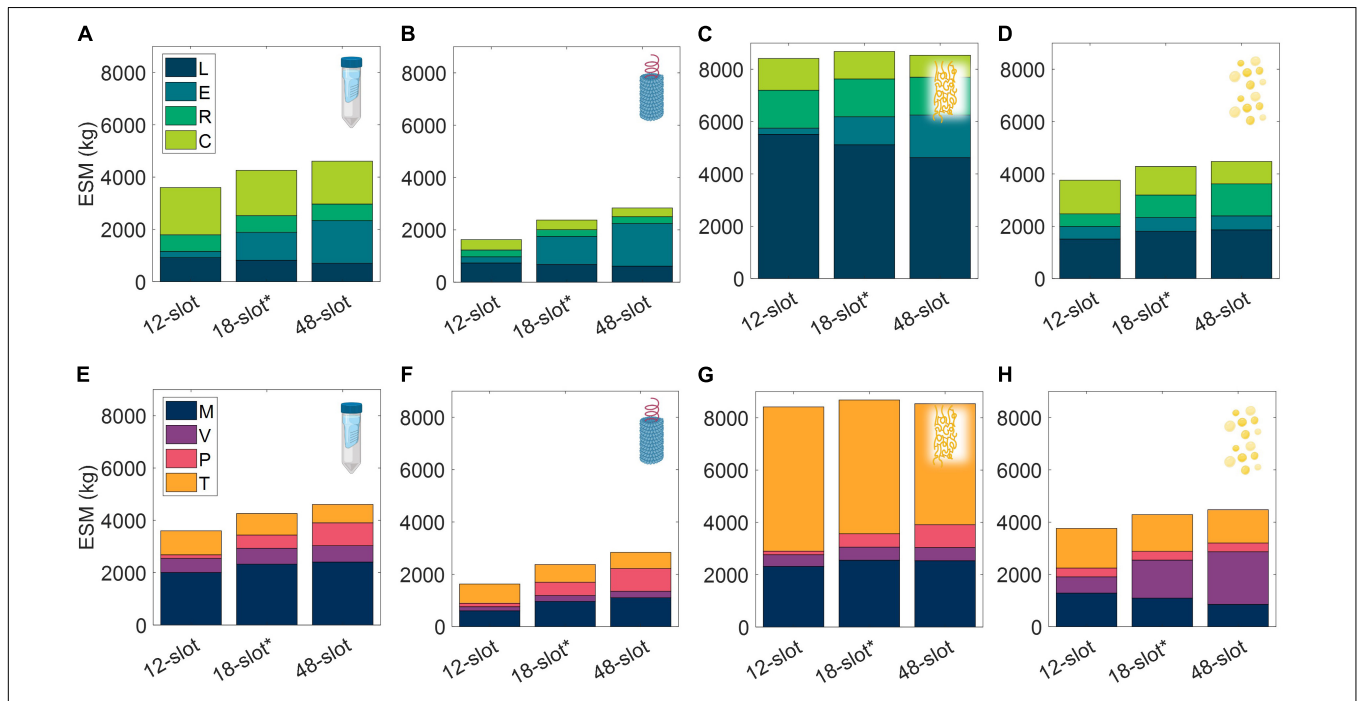 A B C D
ESM (kg)
8000 8000 8000 8000
6000 6000 6000 6000
4000 4000 4000 4000
2000 2000 2000 2000
0 0 0 0
L
E
R
C
12-slot 18-slot* 48-slot 12-slot 18-slot* 48-slot 12-slot 18-slot* 48-slot 12-slot 18-slot* 48-slot
E F G H
ESM (kg)
8000 8000 8000 8000
6000 6000 6000 6000
4000 4000 4000 4000
2000 2000 2000 2000
0 0 0 0
M
V
P
T
12-slot 18-slot* 48-slot 12-slot 18-slot* 48-slot 12-slot 18-slot* 48-slot 12-slot 18-slot* 48-slot